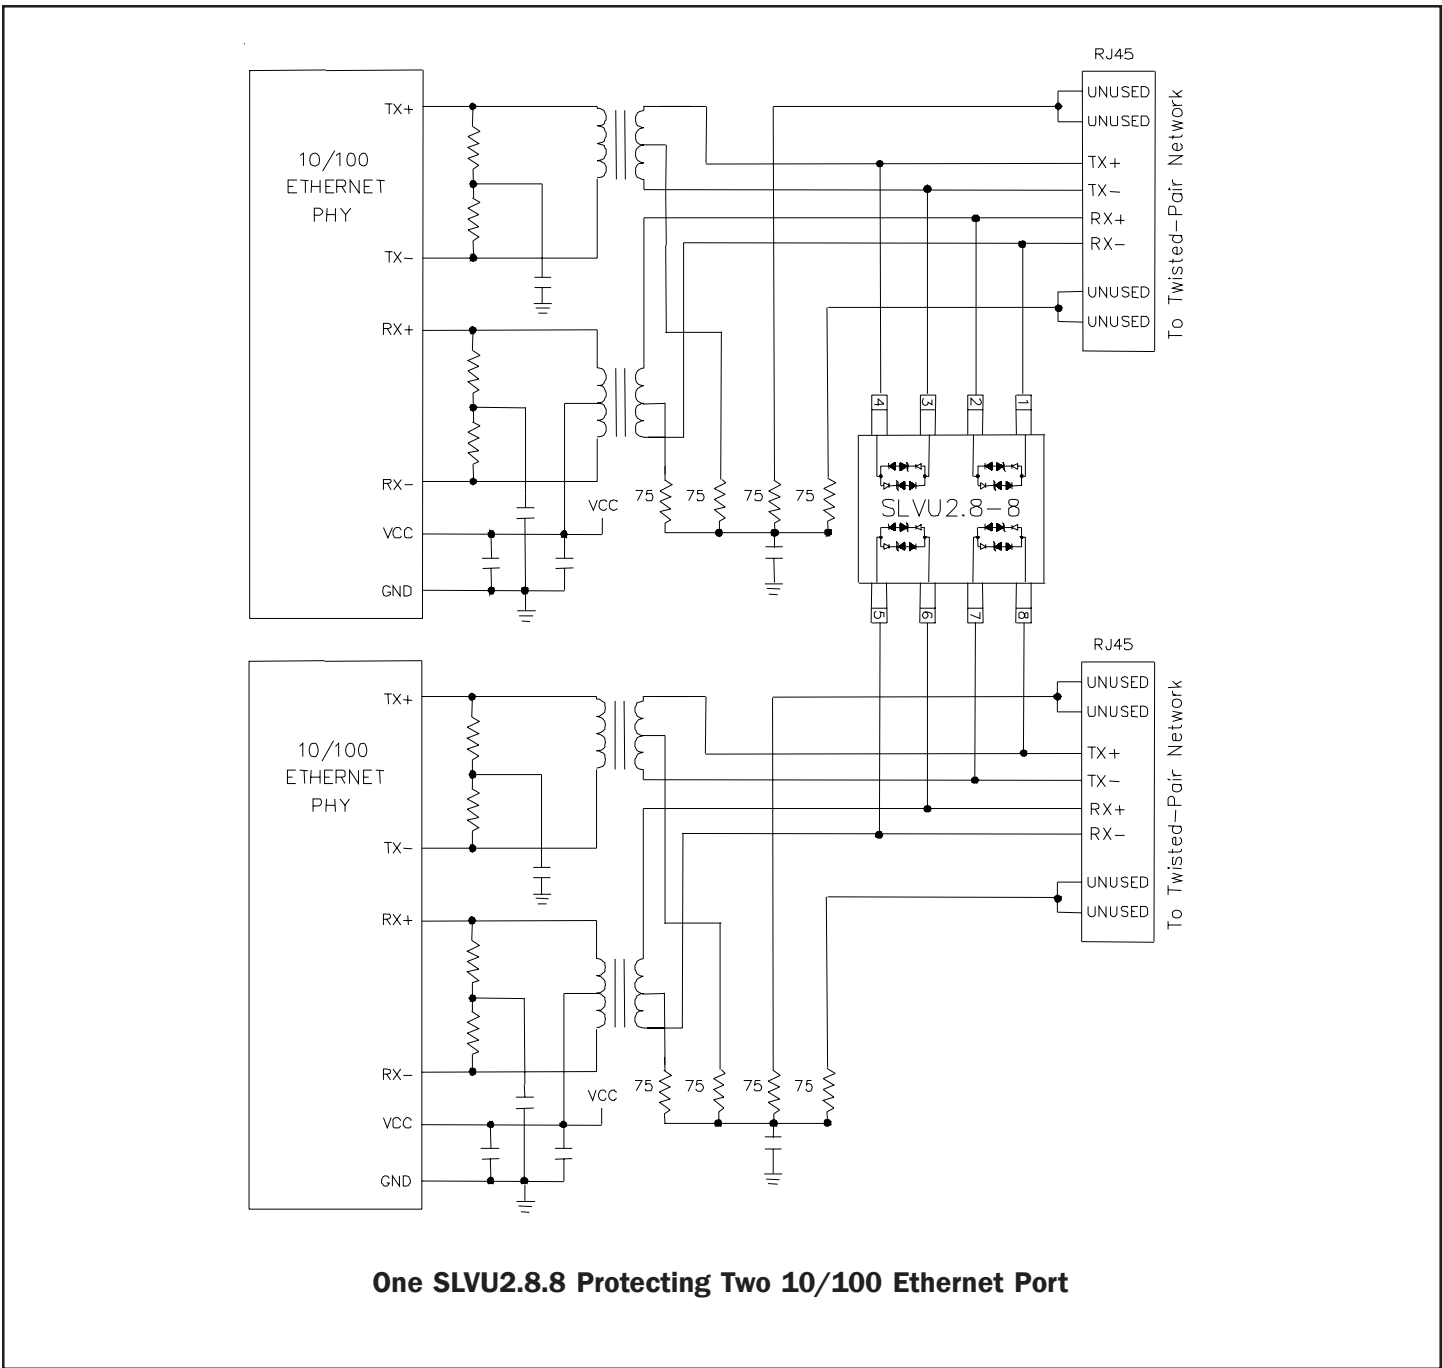 RJ45
UNUSED
UNUSED
TX+
TX-
RX+
RX-
UNUSED
UNUSED
To Twisted-Pair Network
TX+
10/100
ETHERNET
PHY
TX-
RX+
RX-
VCC
GND
VCC
75
75
75
75
4
3
2
1
SLVU2.8-8
5
6
7
8
RJ45
UNUSED
UNUSED
TX+
TX-
RX+
RX-
UNUSED
UNUSED
To Twisted-Pair Network
TX+
10/100
ETHERNET
PHY
TX-
RX+
RX-
VCC
GND
VCC
75
75
75
75
One SLVU2.8.8 Protecting Two 10/100 Ethernet Port